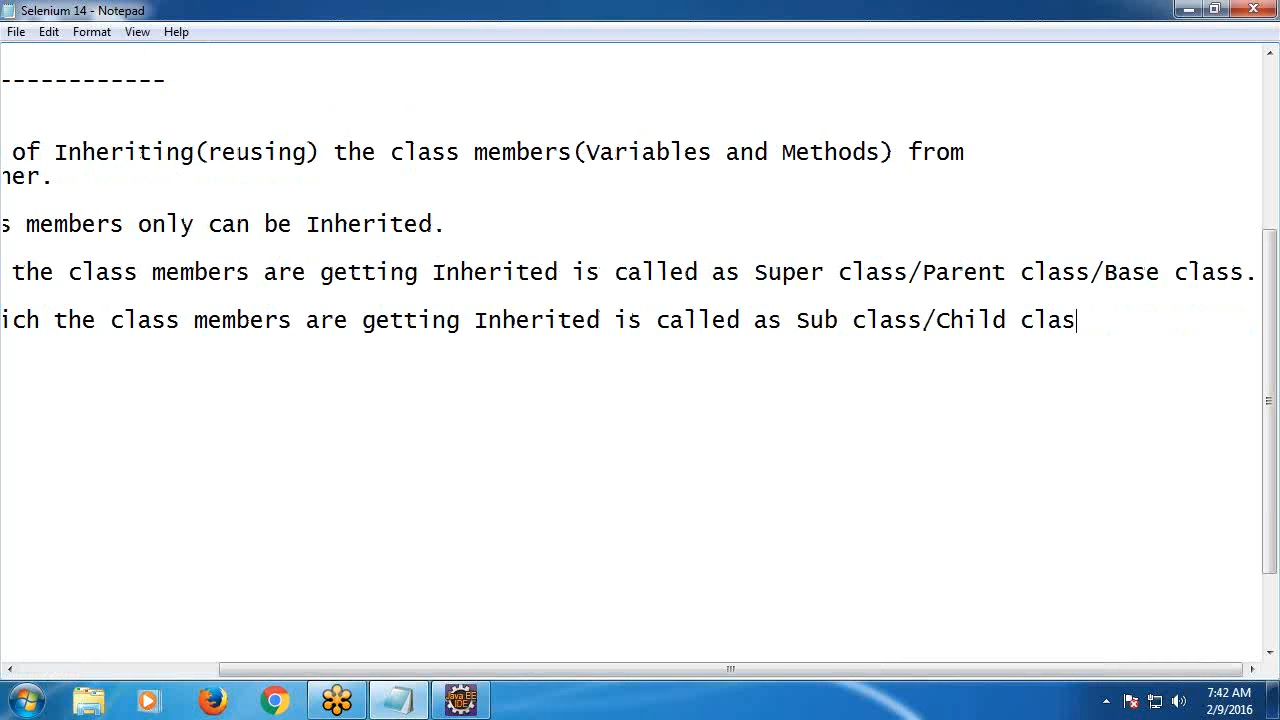 Selenium 14 - Notepad
File Edit Format View Help
------------
of Inheriting(reusing) the class members(Variables and Methods) from
her.
s members only can be Inherited.
the class members are getting Inherited is called as Super class/Parent class/Base class.
ich the class members are getting Inherited is called as Sub class/Child clas
Java EE
IDE
7:42 AM
2/9/2016